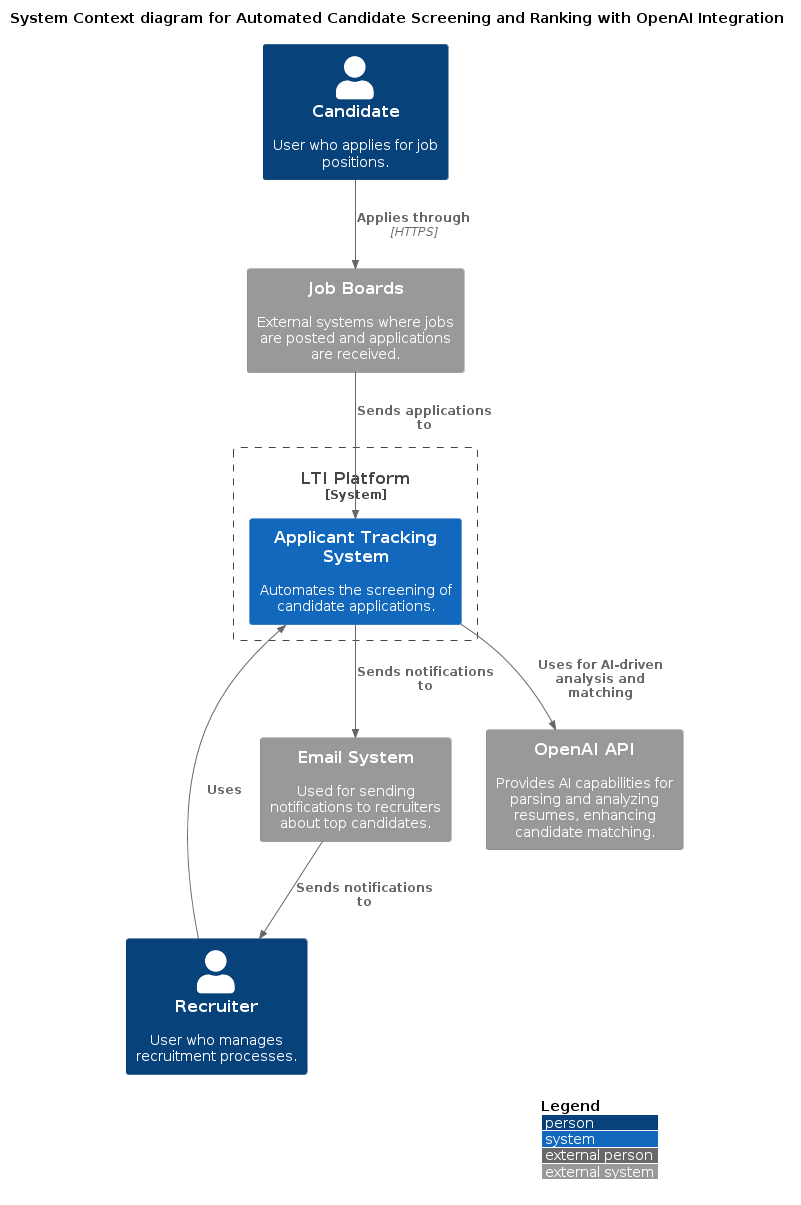 System Context diagram for Automated Candidate Screening and Ranking with OpenAI Integration
Candidate
User who applies for job
positions.
Applies through
[HTTPS]
Job Boards
External systems where jobs
are posted and applications
are received.
Sends applications
to
LTI Platform
[System]
Applicant Tracking
System
Automates the screening of
candidate applications.
Sends notifications
to
Uses for AI-driven
analysis and
matching
Email System
Used for sending
notifications to recruiters
about top candidates.
OpenAI API
Provides AI capabilities for
parsing and analyzing
resumes, enhancing
candidate matching.
Uses
Sends notifications
to
Recruiter
User who manages
recruitment processes.
Legend
person
system
external person
external system